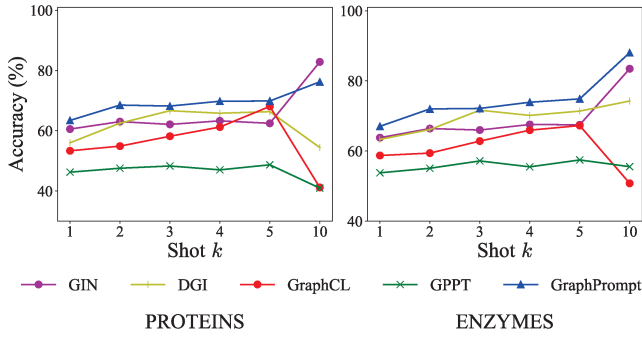 100
80
60
40
Accuracy (%)
1 2 3 4 5 10
Shot k
100
80
60
40
1 2 3 4 5 10
Shot k
GIN DGI GraphCL GPPT GraphPrompt
PROTEINS ENZYMES